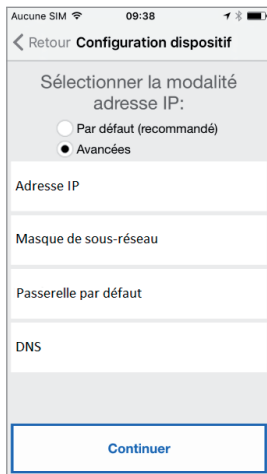 Aucune SIM 09:38
Retour Configuration dispositif
Sélectionner la modalité
adresse IP:
Par défaut (recommandé)
Avancées
Adresse IP
Masque de sous-réseau
Passerelle par défaut
DNS
Continuer